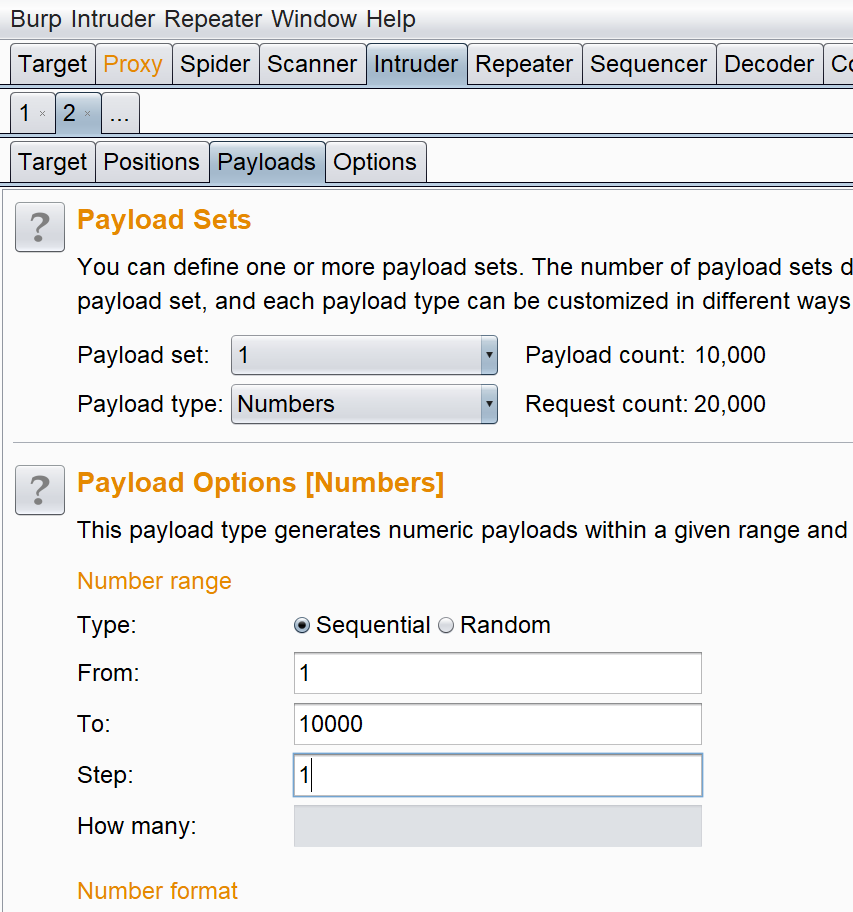 Burp Intruder Repeater Window Help
Target Proxy Spider Scanner Intruder Repeater Sequencer Decoder Co
1 × 2 × ...
Target Positions Payloads Options
? Payload Sets
You can define one or more payload sets. The number of payload sets d
payload set, and each payload type can be customized in different ways
Payload set: 1 Payload count: 10,000
Payload type: Numbers Request count: 20,000
? Payload Options [Numbers]
This payload type generates numeric payloads within a given range and
Number range
Type: Sequential Random
From: 1
To: 10000
Step: 1
How many:
Number format